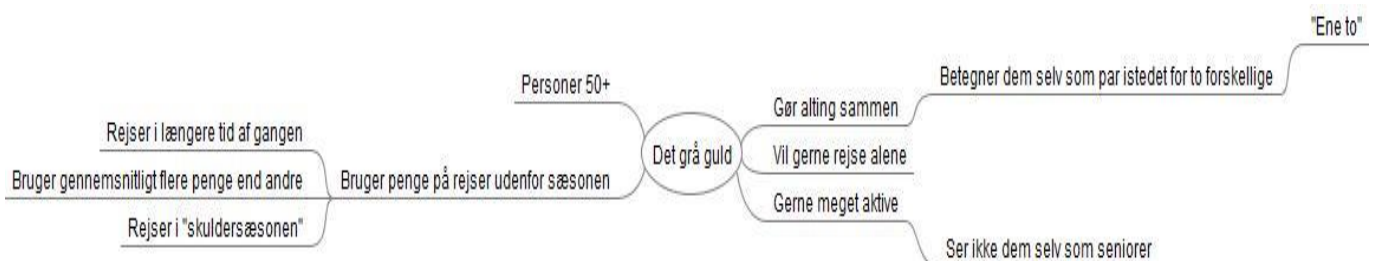 "Ene to"
Betegner dem selv som par istedet for to forskellige
Personer 50+
Gør alting sammen
Rejser i længere tid af gangen
Det grå guld
Vil gerne rejse alene
Bruger gennemsnitligt flere penge end andre
Bruger penge på rejser udenfor sæsonen
Gerne meget aktive
Rejser i "skuldersæsonen"
Ser ikke dem selv som seniorer